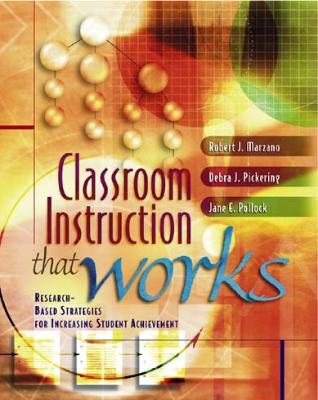 Robert J. Marzano
Debra J. Pickering
Jane E. Pollock
Classroom
Instruction
that works
Research-
Based Strategies
for Increasing Student Achievement